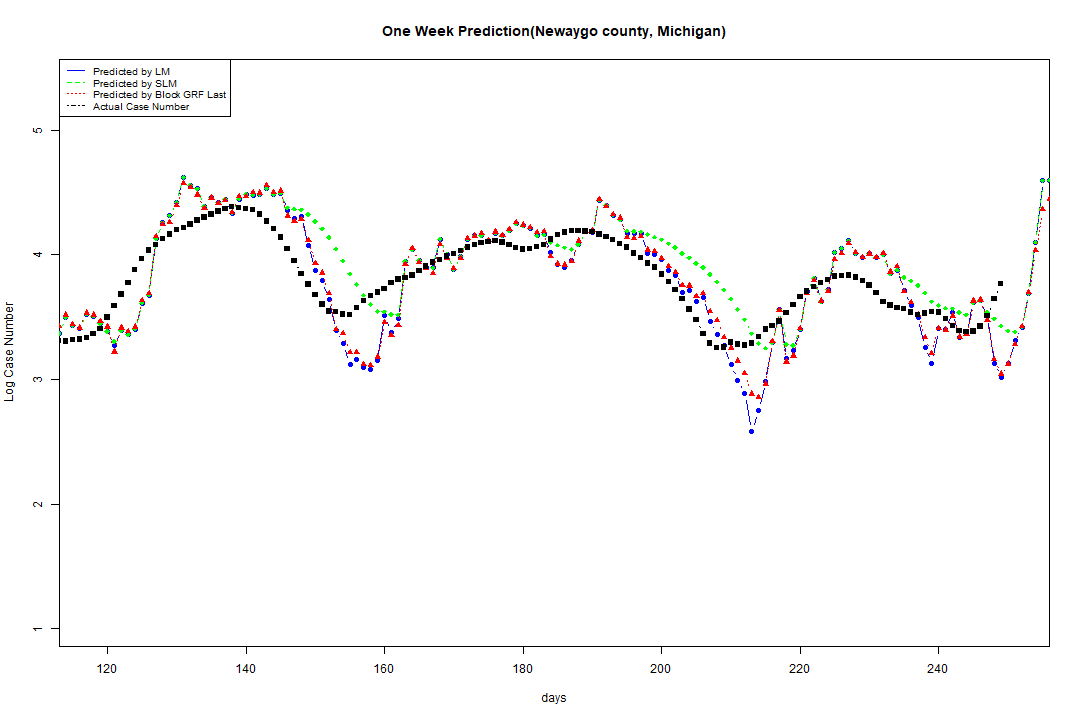 One Week Prediction(Newaygo county, Michigan)
Predicted by LM
Predicted by SLM
Predicted by Block GRF Last
Actual Case Number
5
4
3
2
1
Log Case Number
120 140 160 180 200 220 240
days